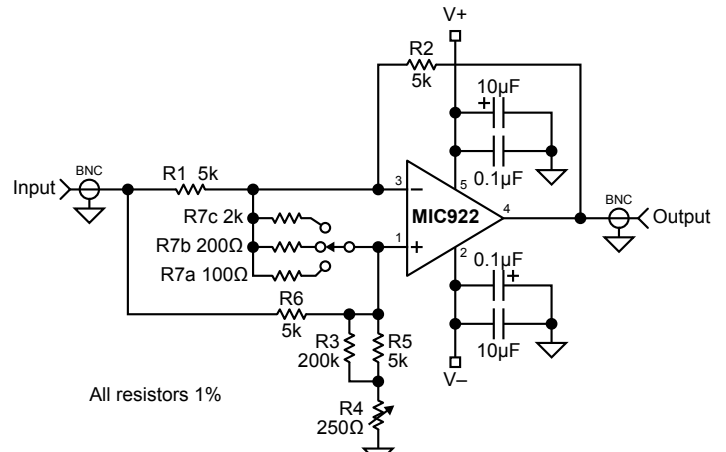 V+
R2
5k
10µF
+
BNC
R1 5k
Input
0.1µF
BNC
3
−
5
R7c 2k
MIC922
4
Output
R7b 200Ω
1
+
2
R7a 100Ω
0.1µF
+
R6
5k
R3
200k
R5
5k
10µF
V–
All resistors 1%
R4
250Ω